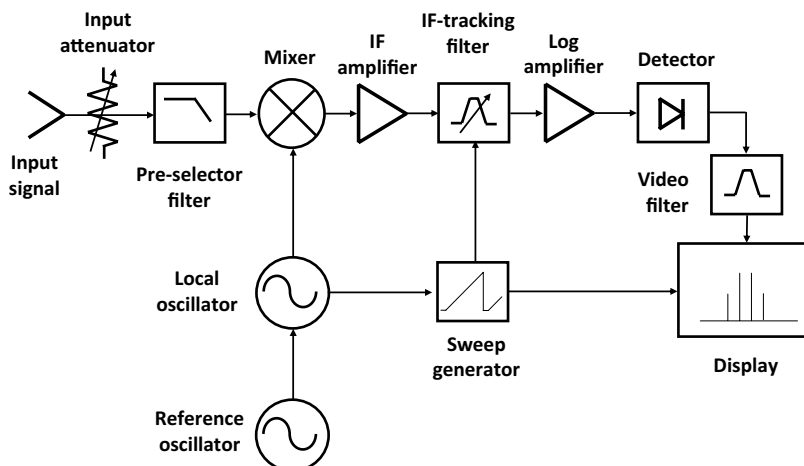 Input
attenuator
Mixer
IF
amplifier
IF-tracking
filter
Log
amplifier
Detector
Input
signal
Pre-selector
filter
Video
filter
Local
oscillator
Sweep
generator
Display
Reference
oscillator